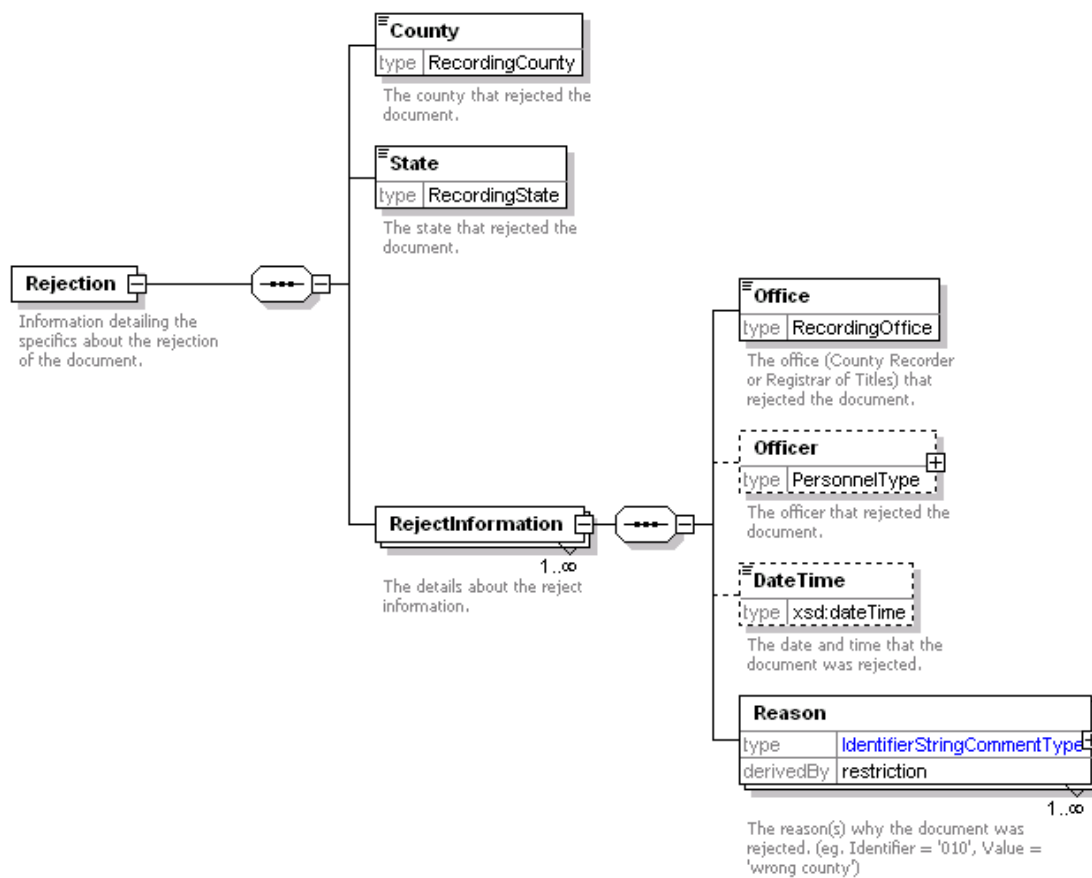 County
type RecordingCounty
The county that rejected the
document.
State
type RecordingState
The state that rejected the
document.
Rejection
Information detailing the
specifics about the rejection
of the document.
RejectInformation
1..∞
The details about the reject
information.
Office
type RecordingOffice
The office (County Recorder
or Registrar of Titles) that
rejected the document.
Officer
type PersonnelType
The officer that rejected the
document.
DateTime
type xsd:dateTime
The date and time that the
document was rejected.
Reason
type IdentifierStringCommentType
derivedBy restriction
1..∞
The reason(s) why the document was
rejected. (eg. Identifier = '010', Value =
'wrong county')